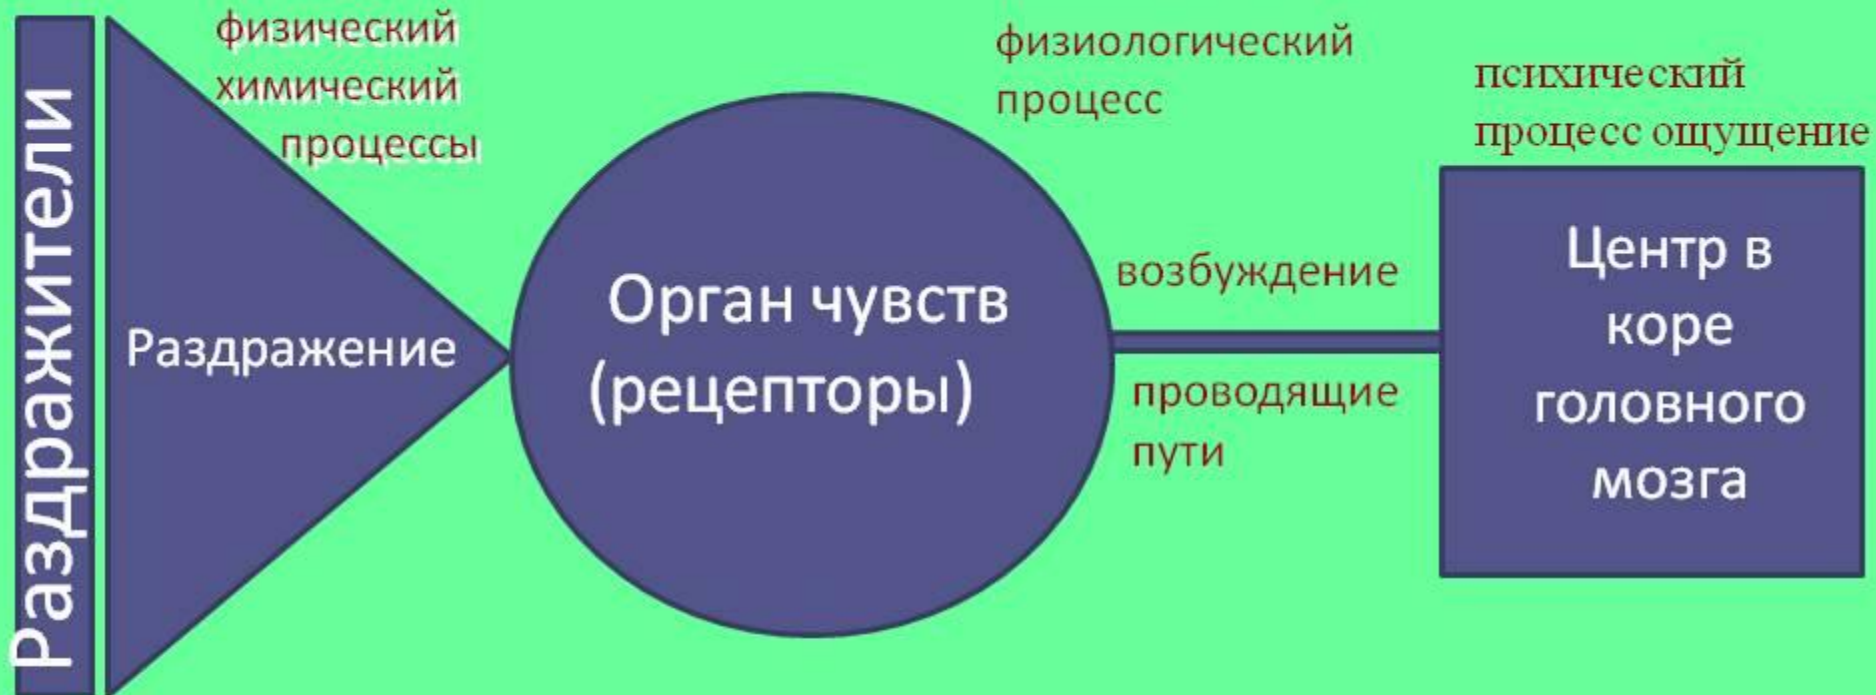 Раздражители
физический
химический
процессы
Раздражение
Орган чувств
(рецепторы)
физиологический
процесс
возбуждение
проводящие
пути
психический
процесс ощущение
Центр в
коре
головного
мозга